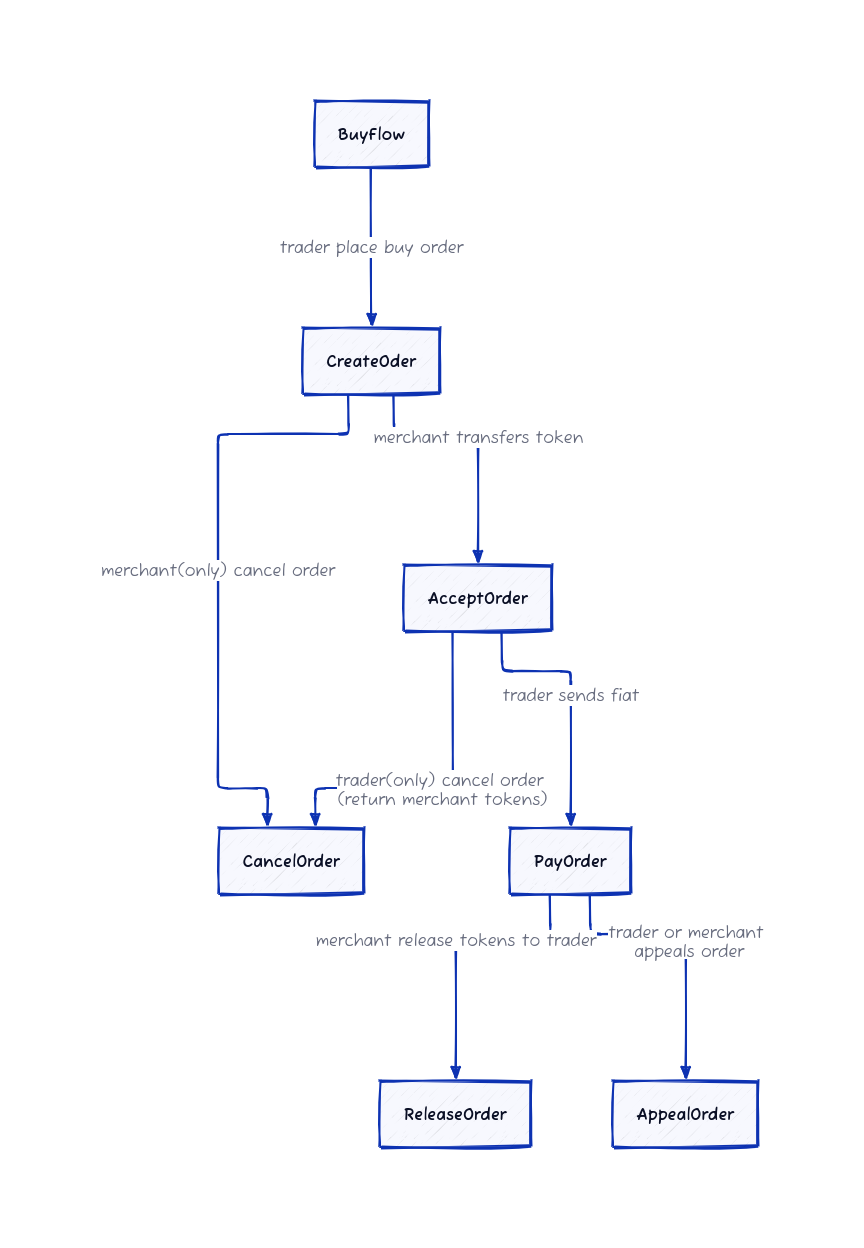 BuyFlow
trader place buy order
CreateOder
merchant transfers token
merchant(only) cancel order
AcceptOrder
trader sends fiat
trader(only) cancel order
(return merchant tokens)
CancelOrder
PayOrder
merchant release tokens to trader
trader or merchant
appeals order
ReleaseOrder
AppealOrder